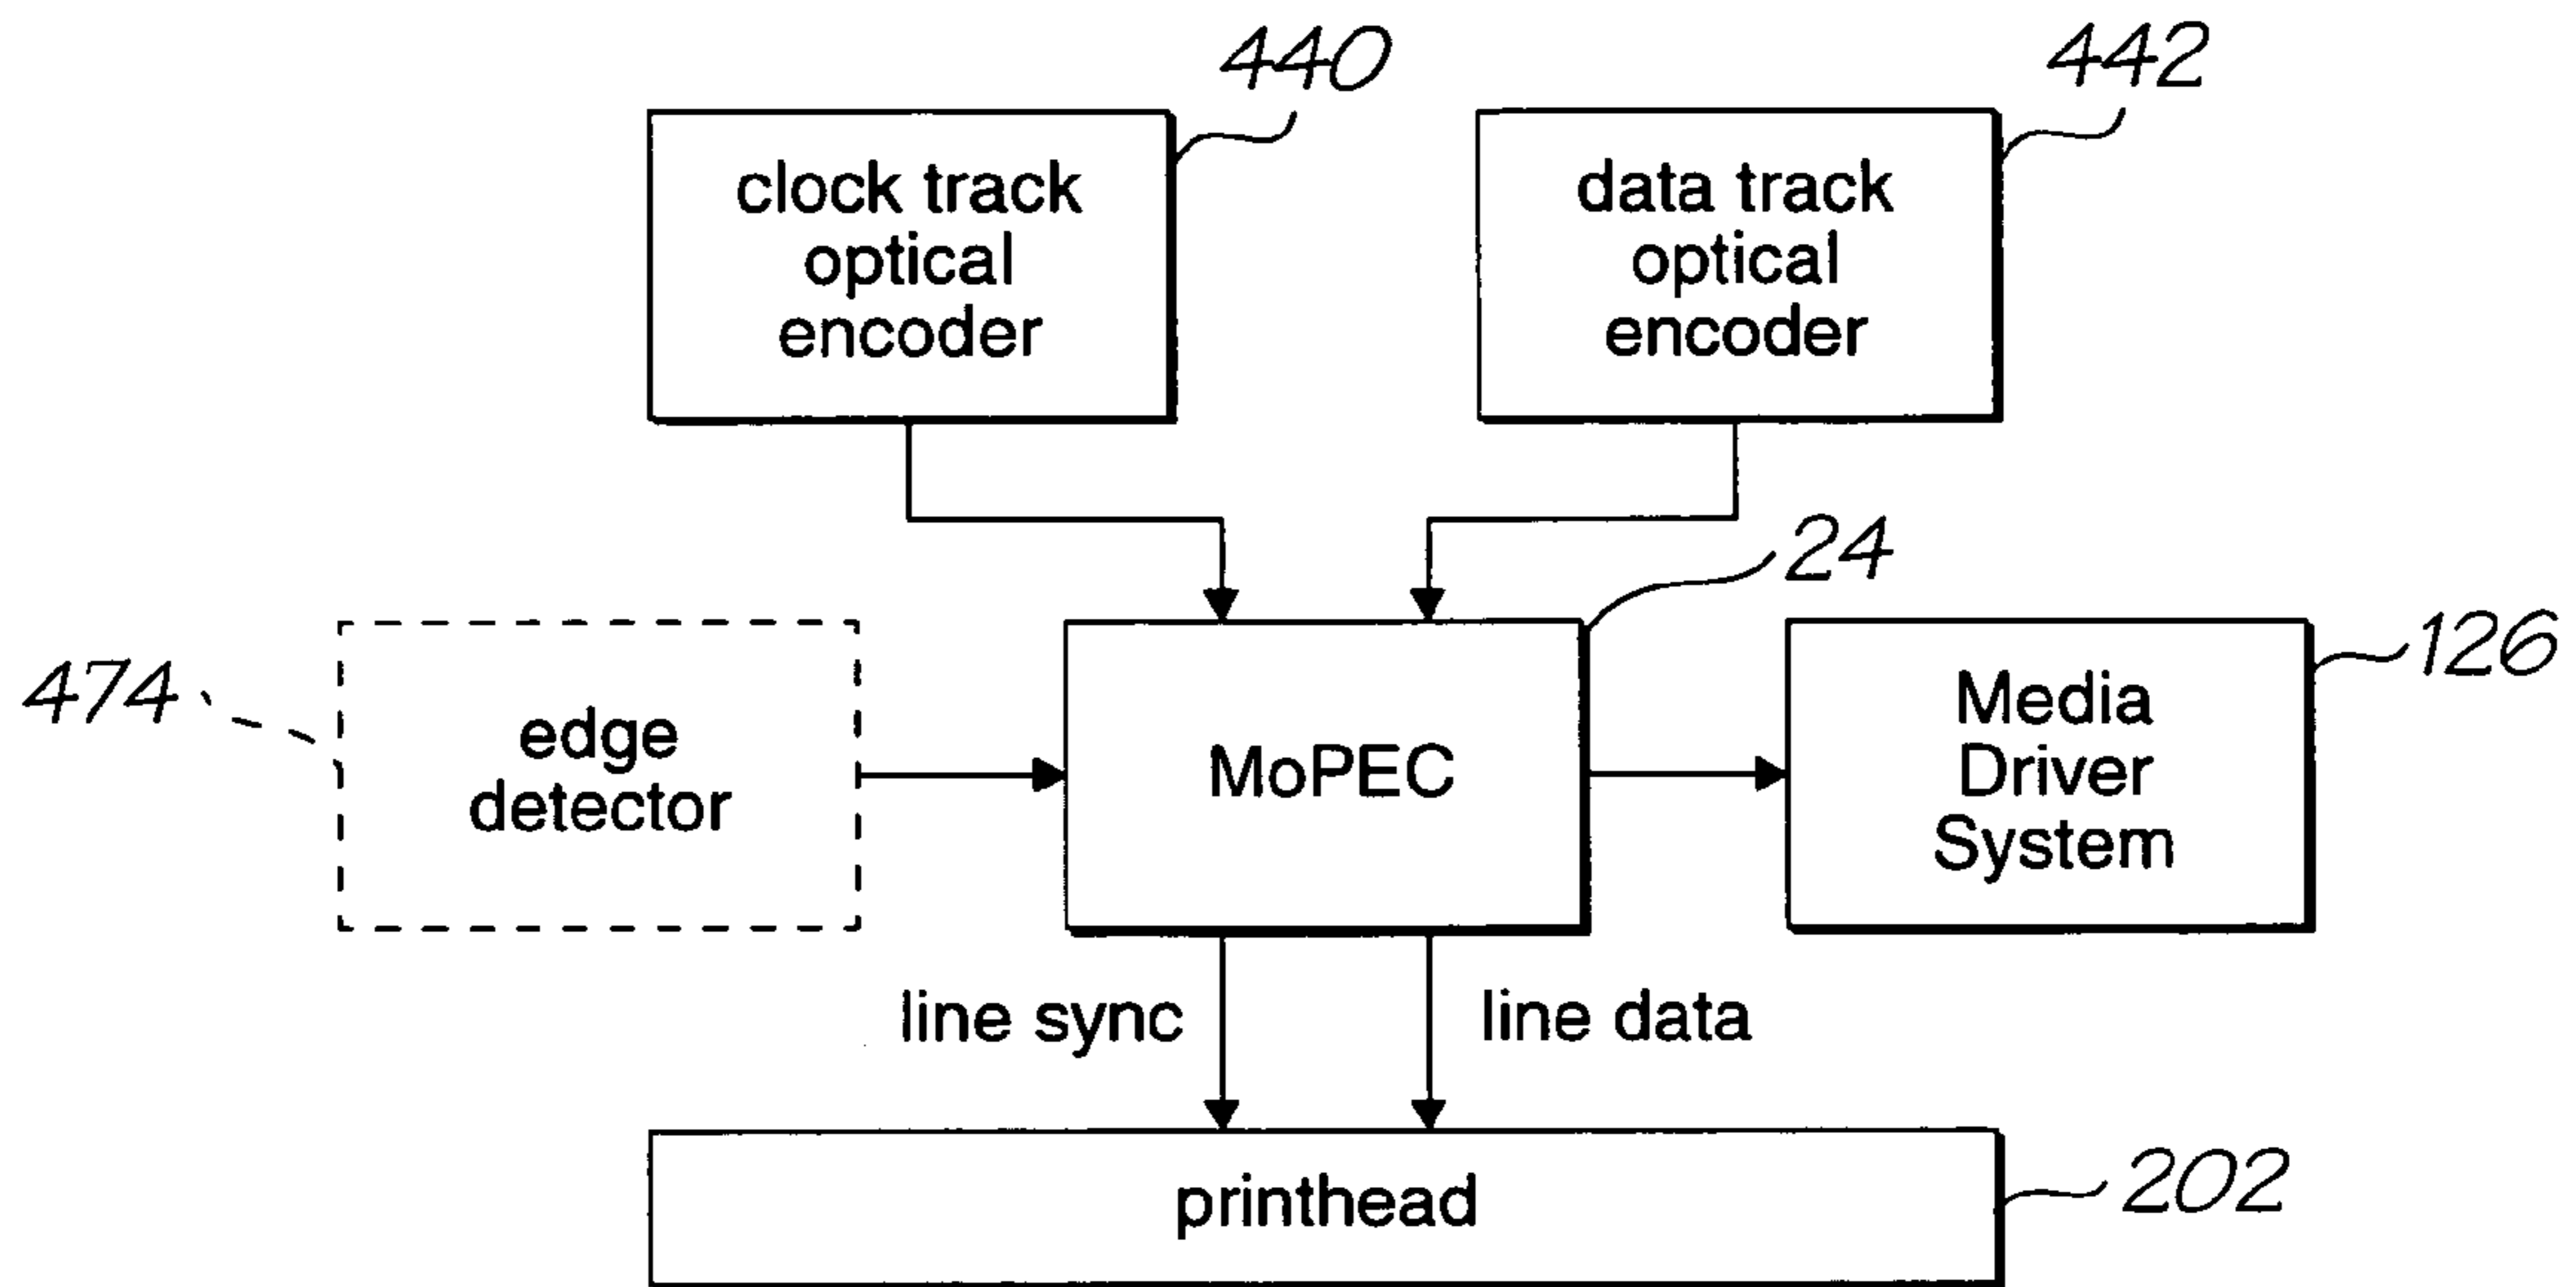 440
442
clock track
optical
encoder
data track
optical
encoder
24
126
474
edge
detector
MoPEC
Media
Driver
System
line sync
line data
printhead
202